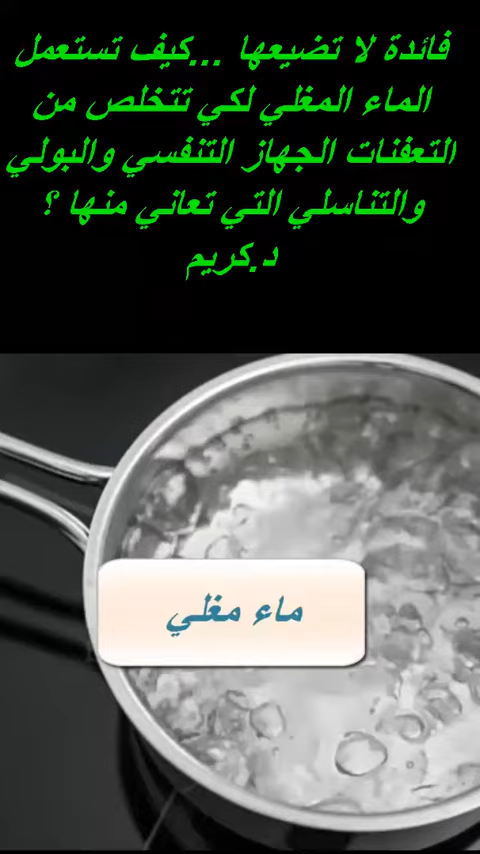 فائدة لا تضيعها ...كيف تستعمل
الماء المغلي لكي تتخلص من
التعفنات الجهاز التنفسي والبولي
والتناسلي التي تعاني منها ؟
د.كريم
ماء مغلي